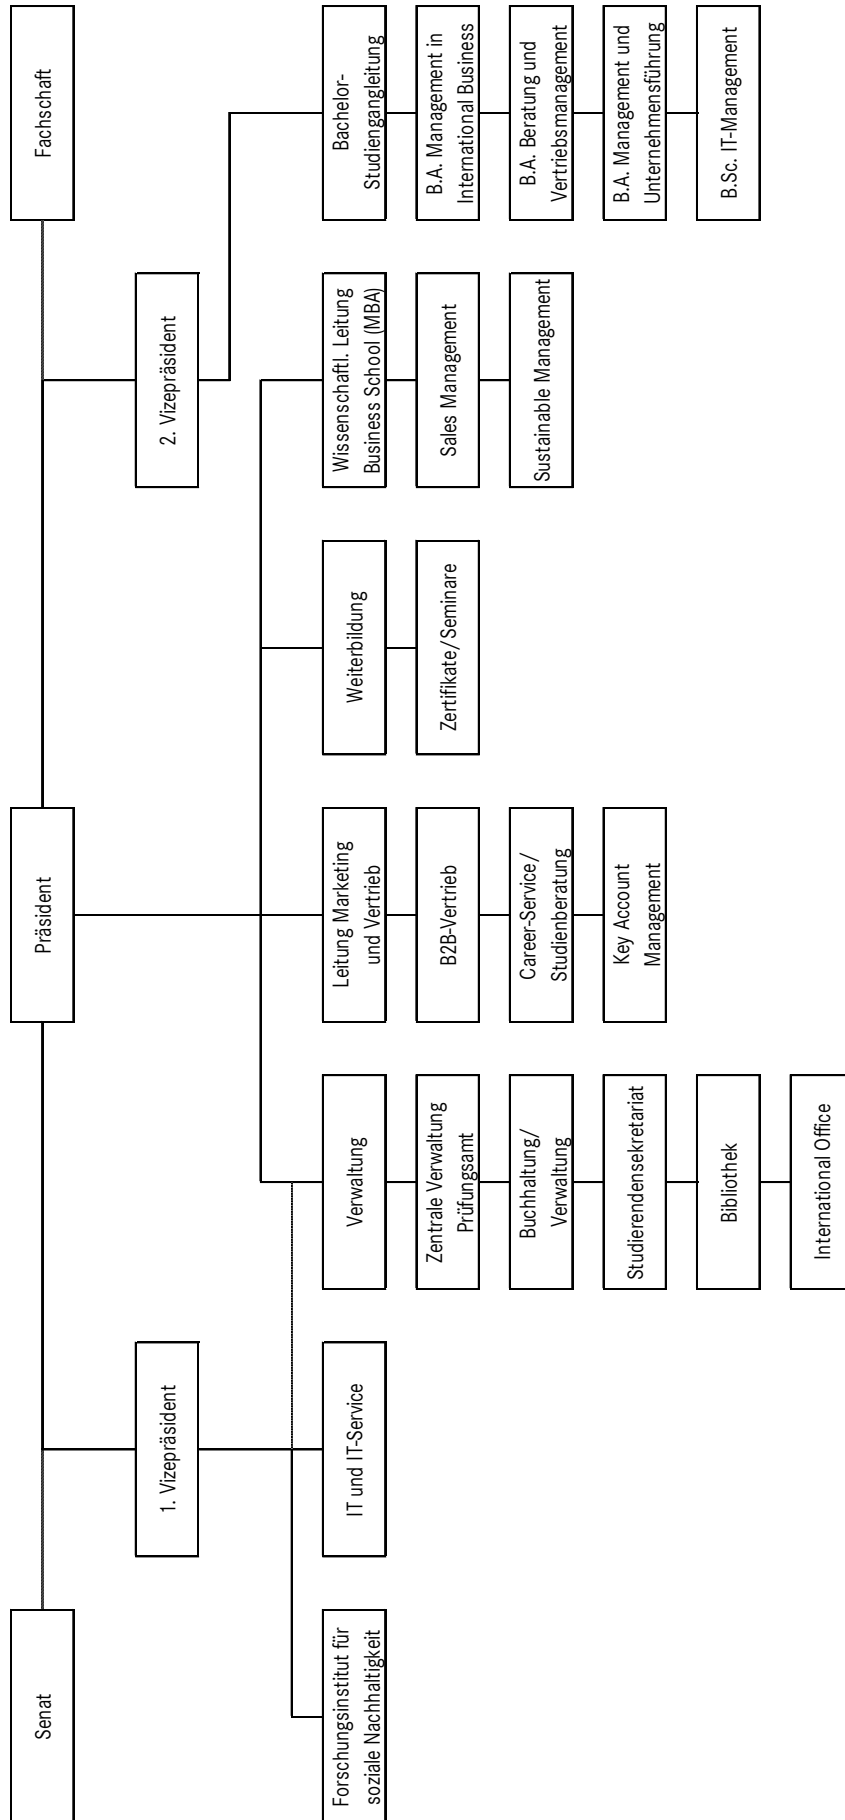 Senat
Präsident
Fachschaft
1. Vizepräsident
2. Vizepräsident
Forschungsinstitut für
soziale Nachhaltigkeit
IT und IT-Service
Verwaltung
Zentrale Verwaltung
Prüfungsamt
Buchhaltung/
Verwaltung
Studierendensekretariat
Bibliothek
International Office
Leitung Marketing
und Vertrieb
B2B-Vertrieb
Career-Service/
Studienberatung
Key Account
Management
Weiterbildung
Zertifikate/Seminare
Wissenschaftl. Leitung
Business School (MBA)
Sales Management
Sustainable Management
Bachelor-
Studiengangleitung
B.A. Management in
International Business
B.A. Beratung und
Vertriebsmanagement
B.A. Management und
Unternehmensführung
B.Sc. IT-Management